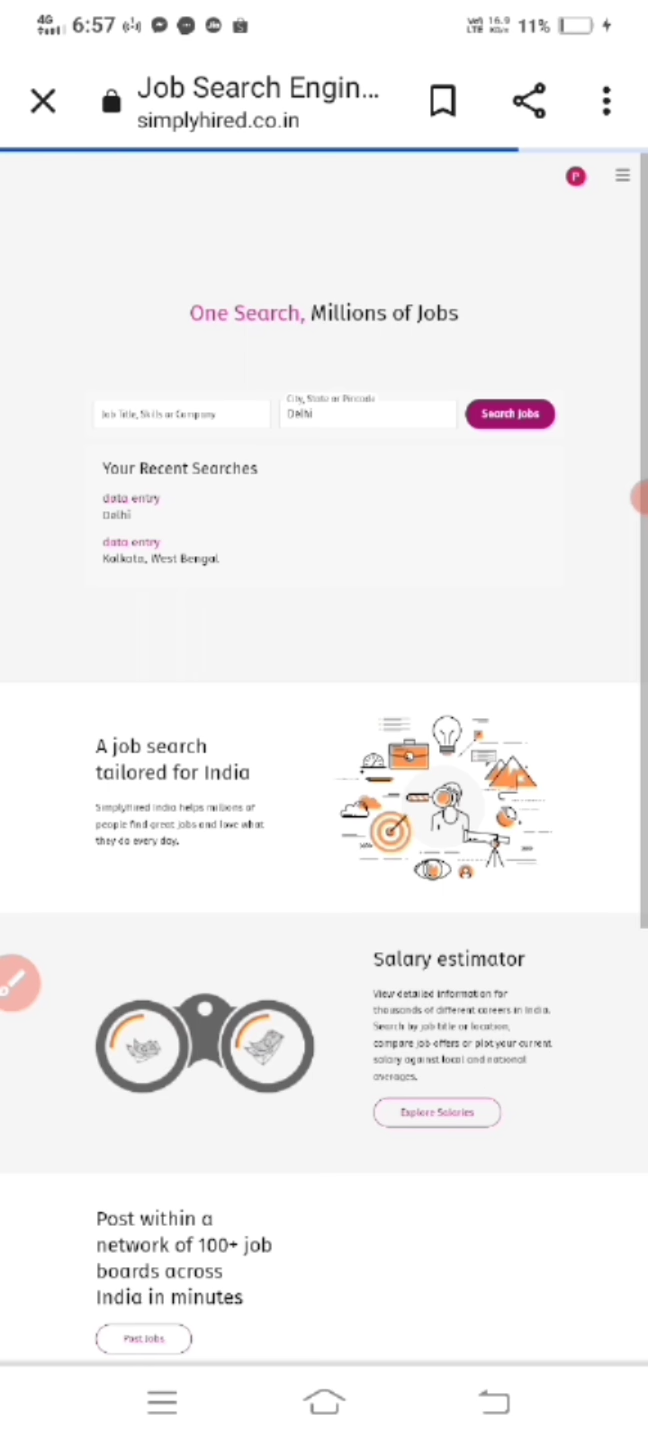 4G
6:57
16.9
LTE
11%
Job Search Engin...
simplyhired.co.in
One Search, Millions of Jobs
Job Title, Skills or Company
City, State or Pincode
Delhi
Search Jobs
Your Recent Searches
data entry
Delhi
data entry
Kolkata, West Bengal
A job search
tailored for India
SimplyHired India helps millions of
people find great jobs and love what
they do every day.
Salary estimator
View detailed information for
thousands of different careers in India.
Search by job title or location,
compare job offers or plot your current
salary against local and national
averages.
Explore Salaries
Post within a
network of 100+ job
boards across
India in minutes
Post Jobs